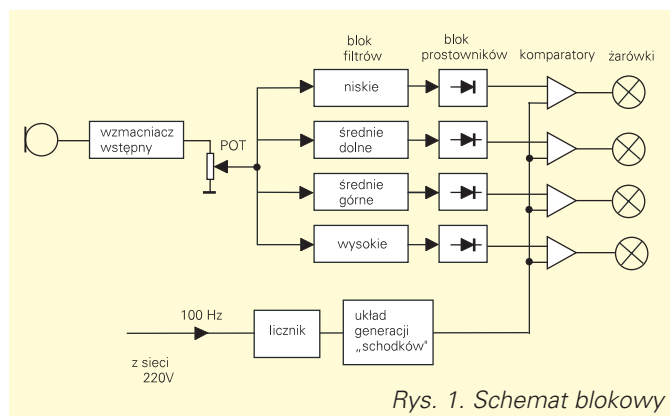 blok
filtrów
blok
prostowników
komparatory
żarówki
niskie
wzmacniacz
wstępny
POT
średnie
dolne
średnie
górne
wysokie
100 Hz
licznik
układ
generacji
„schodków"
z sieci
220V
Rys. 1. Schemat blokowy